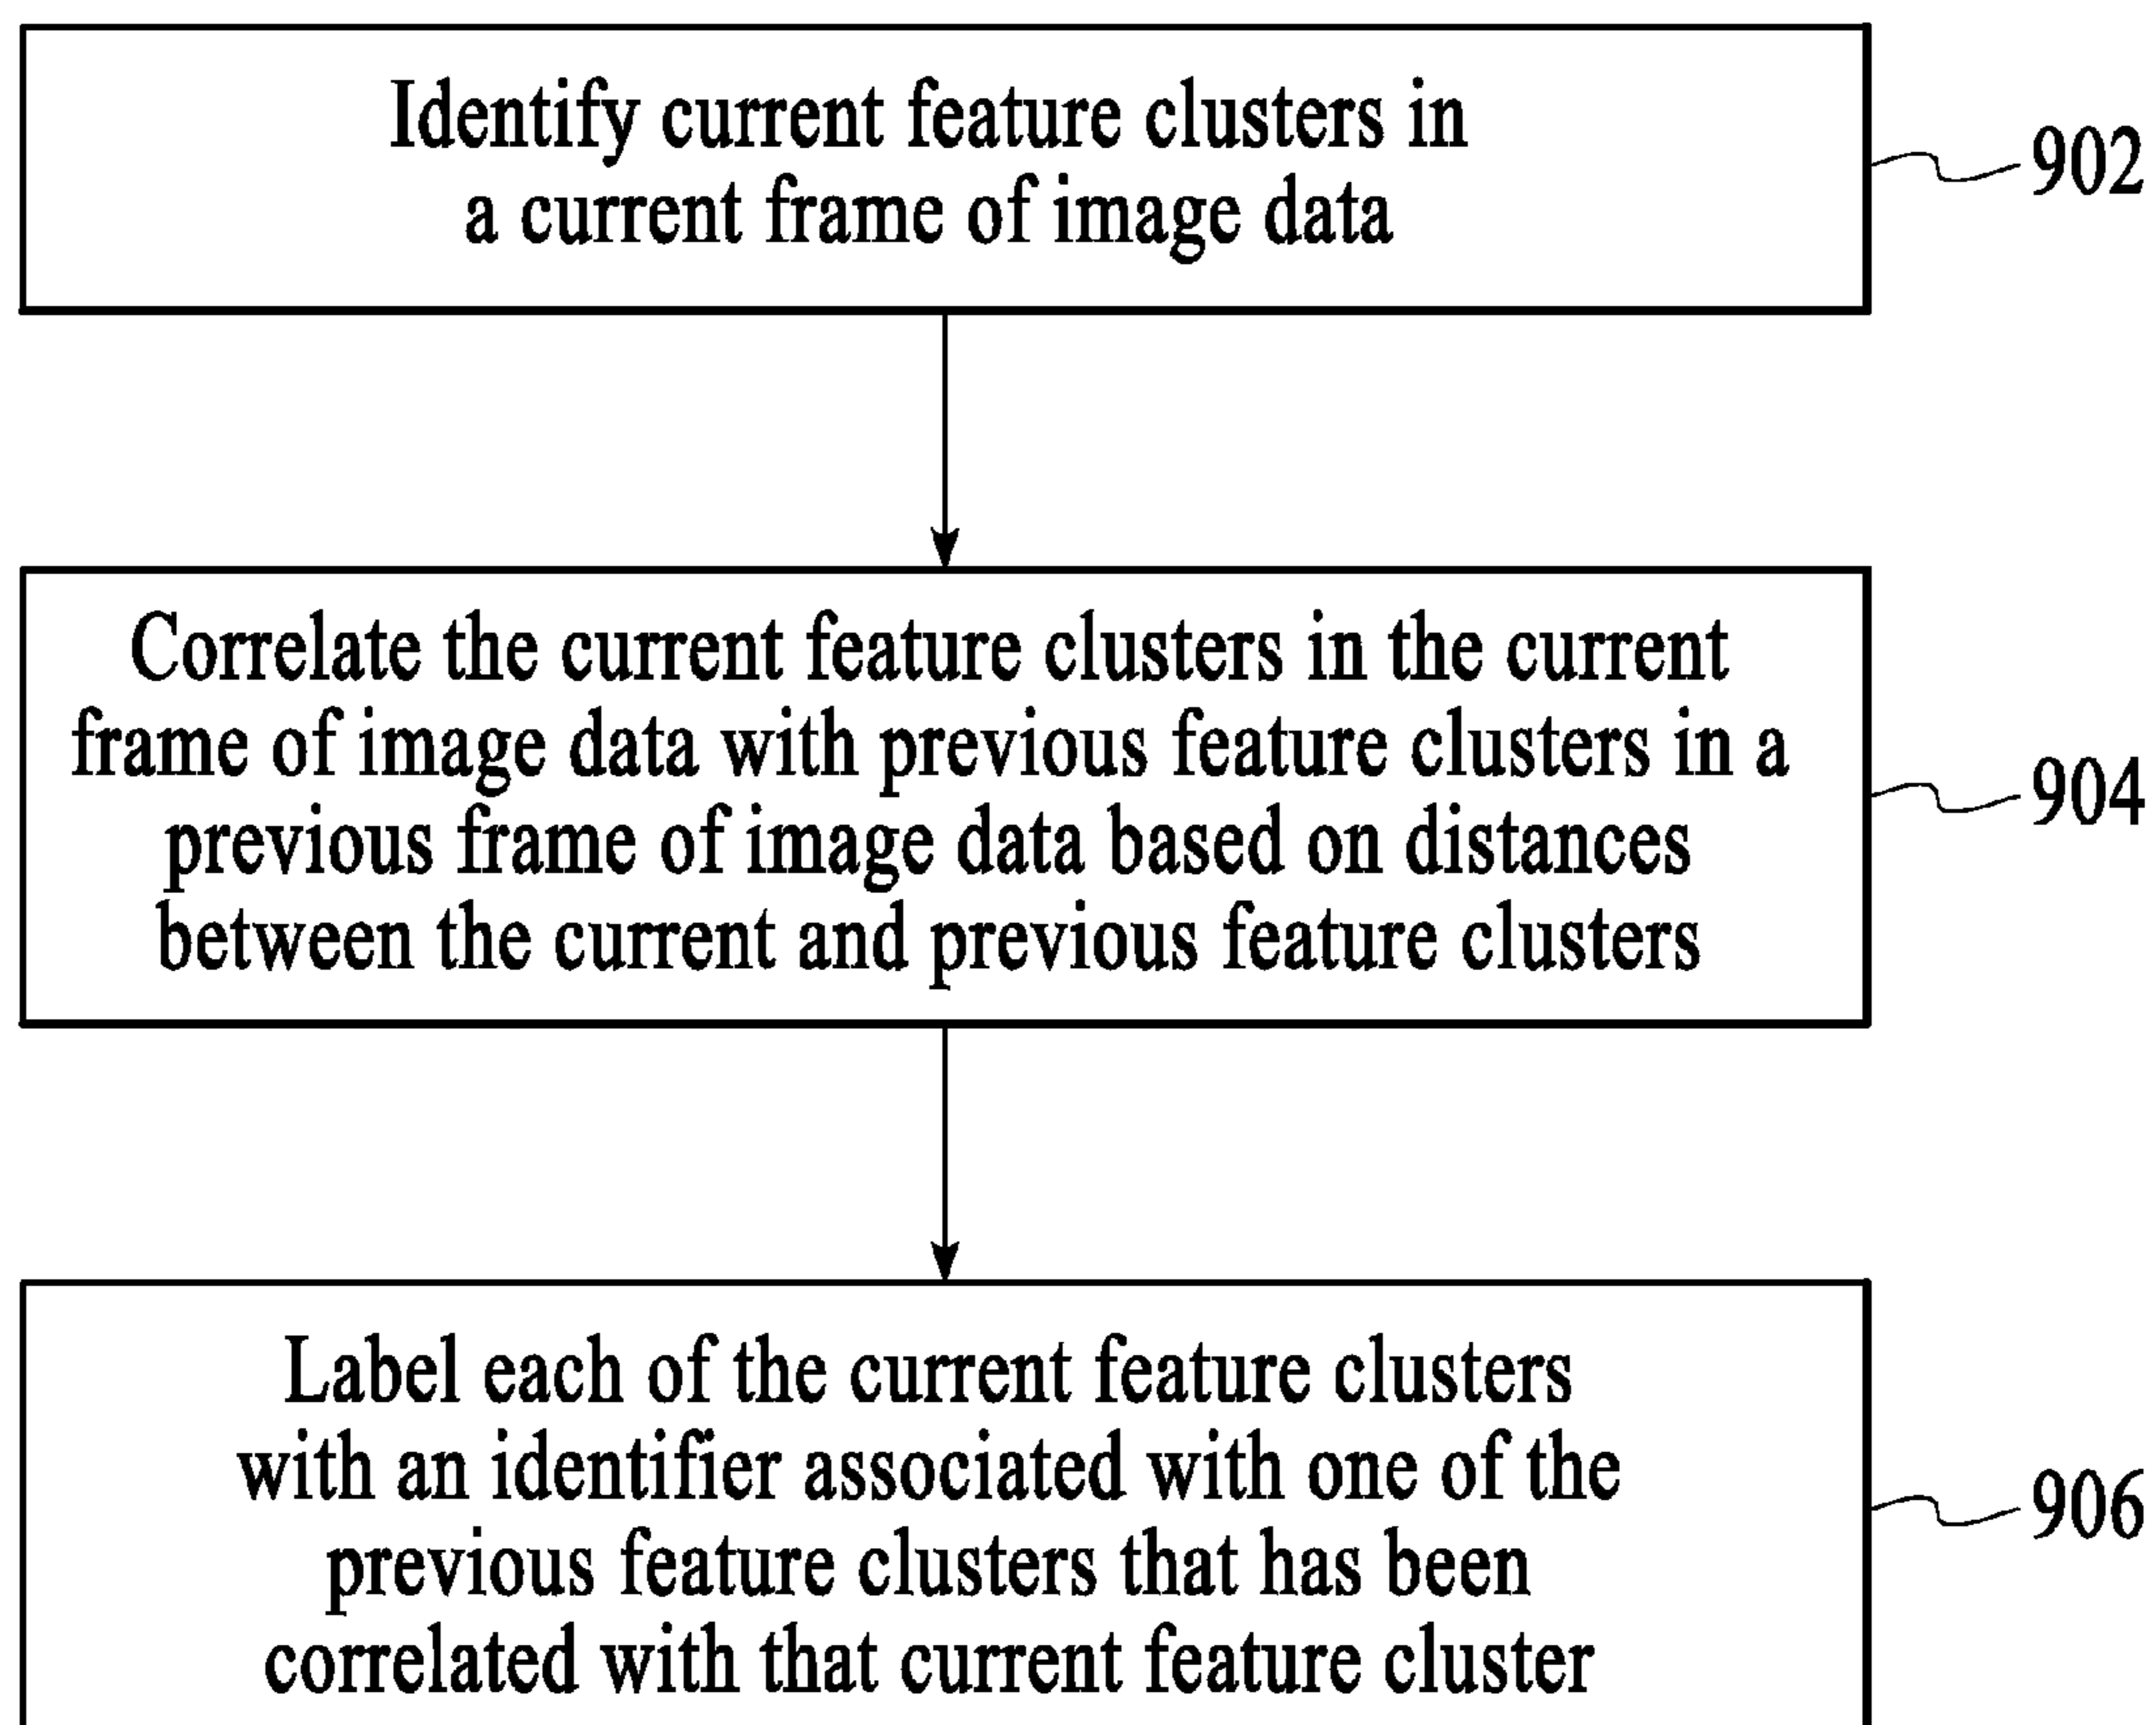 Identify current feature clusters in
a current frame of image data
902
Correlate the current feature clusters in the current
frame of image data with previous feature clusters in a
previous frame of image data based on distances
between the current and previous feature clusters
904
Label each of the current feature clusters
with an identifier associated with one of the
previous feature clusters that has been
correlated with that current feature cluster
906